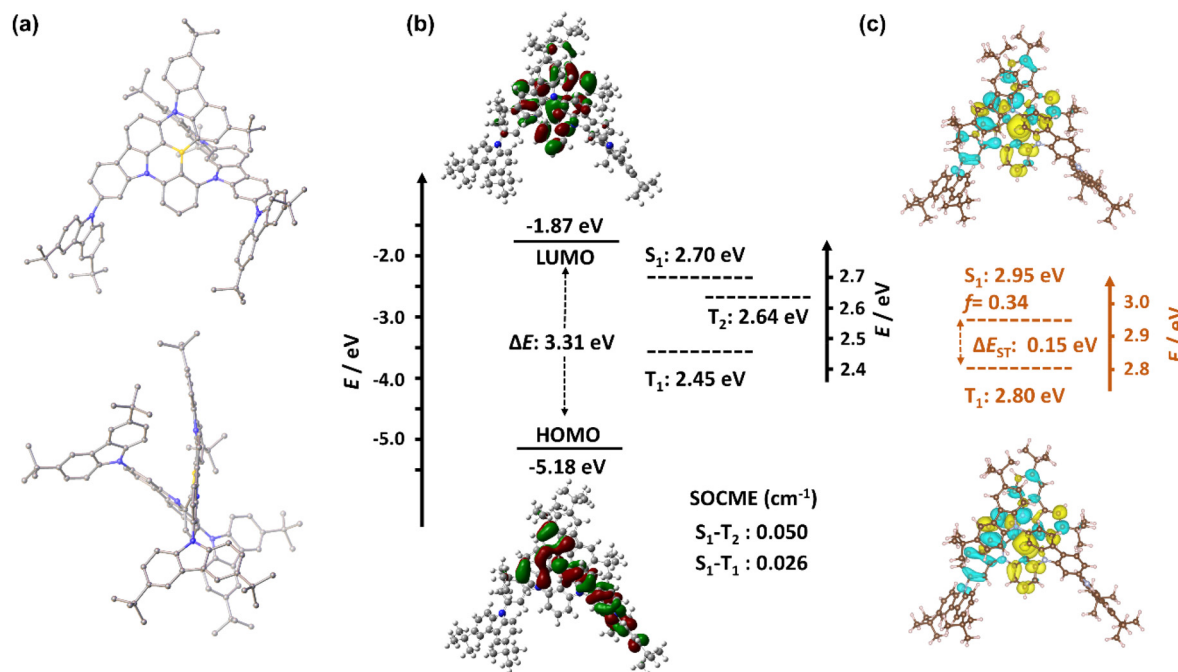 (a)
(b)
(c)
E / eV
-2.0
-3.0
-4.0
-5.0
-1.87 eV
LUMO
ΔE: 3.31 eV
HOMO
-5.18 eV
S₁: 2.70 eV
T₂: 2.64 eV
T₁: 2.45 eV
E / eV
2.7
2.6
2.5
2.4
SOCME (cm⁻¹)
S₁-T₂ : 0.050
S₁-T₁ : 0.026
S₁: 2.95 eV
f= 0.34
ΔE_ST: 0.15 eV
T₁: 2.80 eV
3.0
2.9
2.8
E / eV